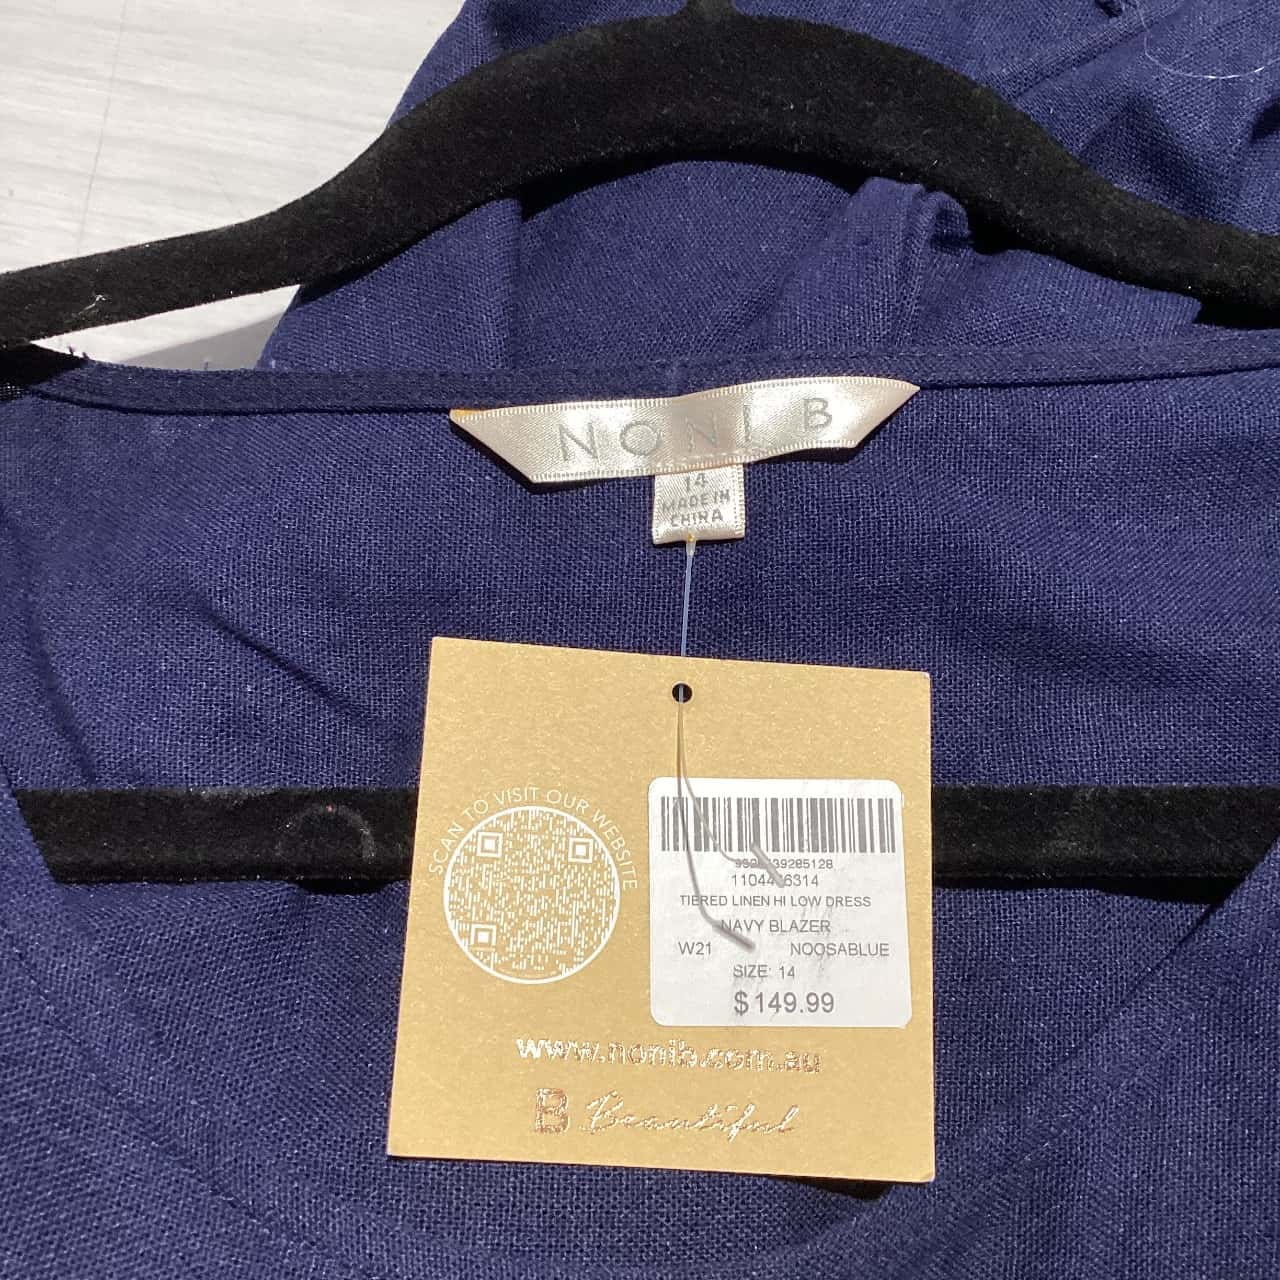 NONI B
14
MADE IN
CHINA
SCAN TO VISIT OUR WEBSITE
TIERED LINEN HI LOW DRESS
NAVY BLAZER
W21 NOOSABLUE
SIZE: 14
$149.99
www.nonib.com.au
B Beautiful